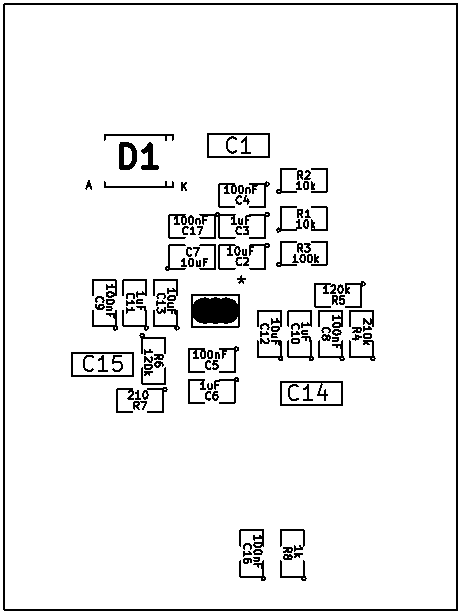 D1
A
K
C1
R2
10k
100nF
C4
R1
10k
100nF
C17
1uF
C3
R3
100k
C7
10uF
10uF
C2
*
120k
R5
100nF
C9
1uF
C11
10uF
C13
10uF
C12
1uF
C10
100nF
C8
210k
R4
C15
R6
120k
100nF
C5
1uF
C6
C14
210
R7
100nF
C16
1k
R8